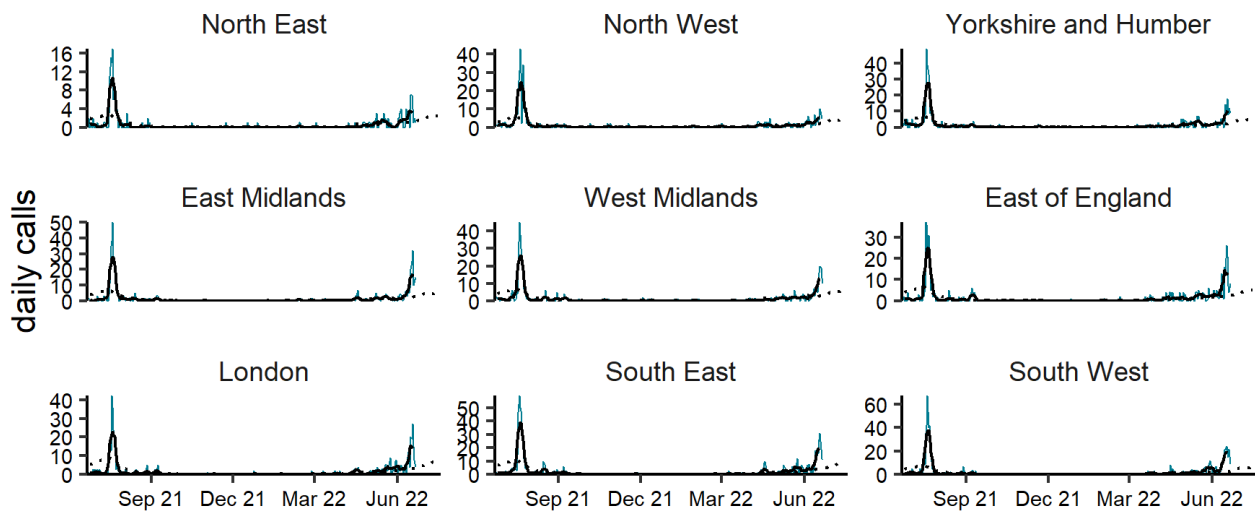 North East North West Yorkshire and Humber
16 40 40
12 30 30
8 20 20
4 10 10
0 0 0
East Midlands West Midlands East of England
daily calls
50 40 30
40 30 20
30 20 10
20 10 0
10 0
0
London South East South West
40 50 60
30 40 40
20 30 20
10 20 0
0 10
0
Sep 21 Dec 21 Mar 22 Jun 22 Sep 21 Dec 21 Mar 22 Jun 22 Sep 21 Dec 21 Mar 22 Jun 22